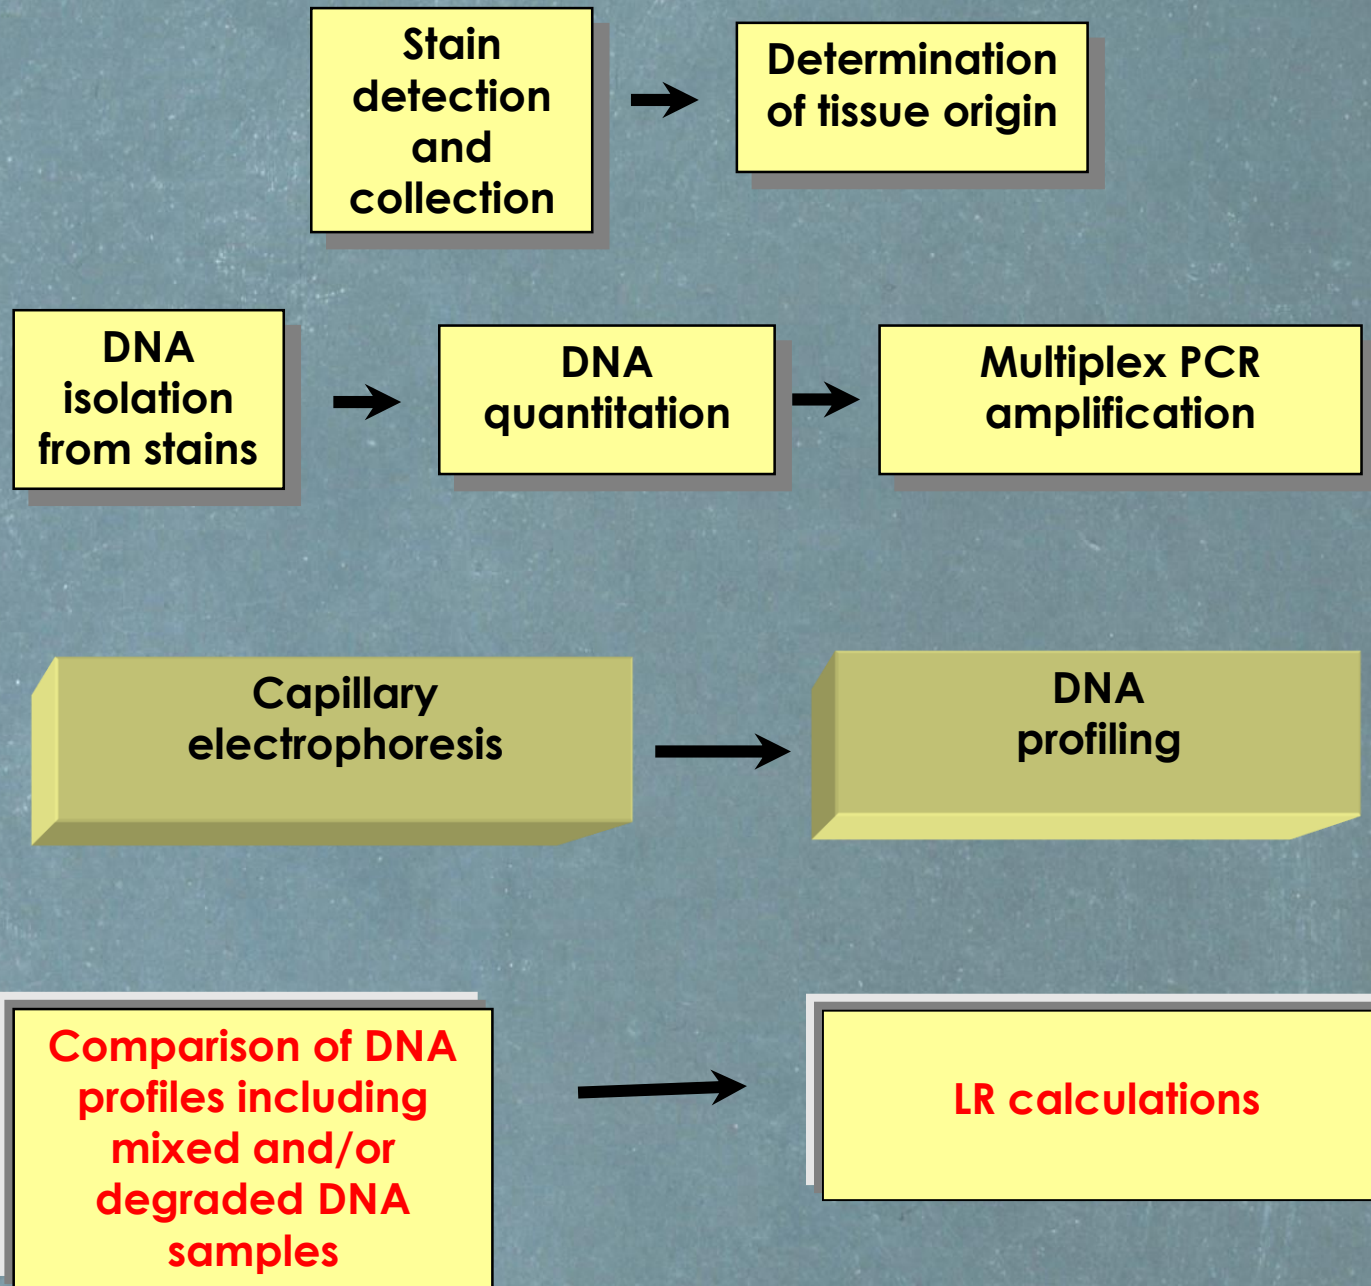 Stain
detection
and
collection
Determination
of tissue origin
DNA
isolation
from stains
DNA
quantitation
Multiplex PCR
amplification
Capillary
electrophoresis
DNA
profiling
Comparison of DNA
profiles including
mixed and/or
degraded DNA
samples
LR calculations